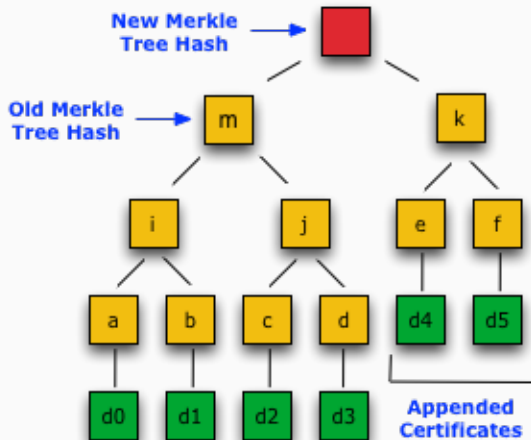 New Merkle
Tree Hash
Old Merkle
Tree Hash
m
k
i
j
e
f
a
b
c
d
d4
d5
d0
d1
d2
d3
Appended
Certificates